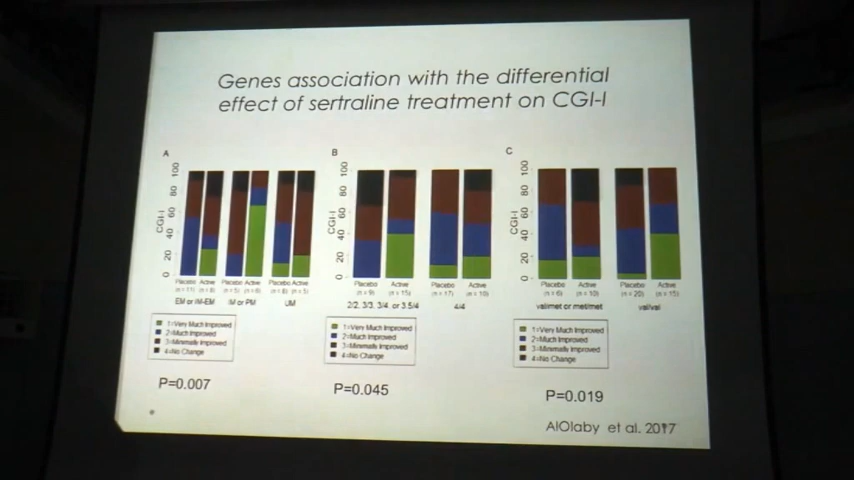 Genes association with the differential
effect of sertraline treatment on CGI-I
A
B
C
100
80
60
40
20
0
CGI-I
100
80
60
40
20
0
CGI-I
100
80
60
40
20
0
CGI-I
Placebo Active Placebo Active Placebo Active
(n = 11)
EM or IM-EM IM or PM UM
Placebo Active Placebo Active
(n = 9) (n = 15) (n = 17) (n = 10)
2/2, 3/3, 3/4, or 3.5/4 4/4
Placebo Active Placebo Active
(n = 6) (n = 10) (n = 20) (n = 15)
val/met or met/met val/val
1=Very Much Improved
2=Much Improved
3=Minimally Improved
4=No Change
1=Very Much Improved
2=Much Improved
3=Minimally Improved
4=No Change
1=Very Much Improved
2=Much Improved
3=Minimally Improved
4=No Change
P=0.007
P=0.045
P=0.019
AlOlaby et al. 2017